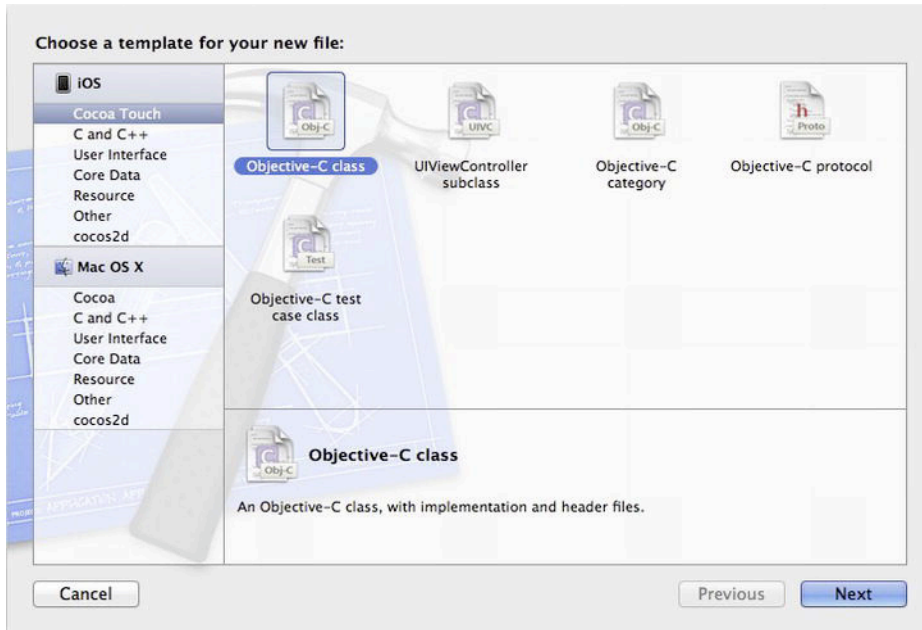 Choose a template for your new file:
iOS
Cocoa Touch
C and C++
User Interface
Core Data
Resource
Other
cocos2d
Mac OS X
Cocoa
C and C++
User Interface
Core Data
Resource
Other
cocos2d
C
Obj-C
Objective-C class
C
UIVC
UIViewController
subclass
C
Obj-C
Objective-C
category
h
Proto
Objective-C protocol
C
Test
Objective-C test
case class
C
Obj-C
Objective-C class
An Objective-C class, with implementation and header files.
Cancel
Previous
Next